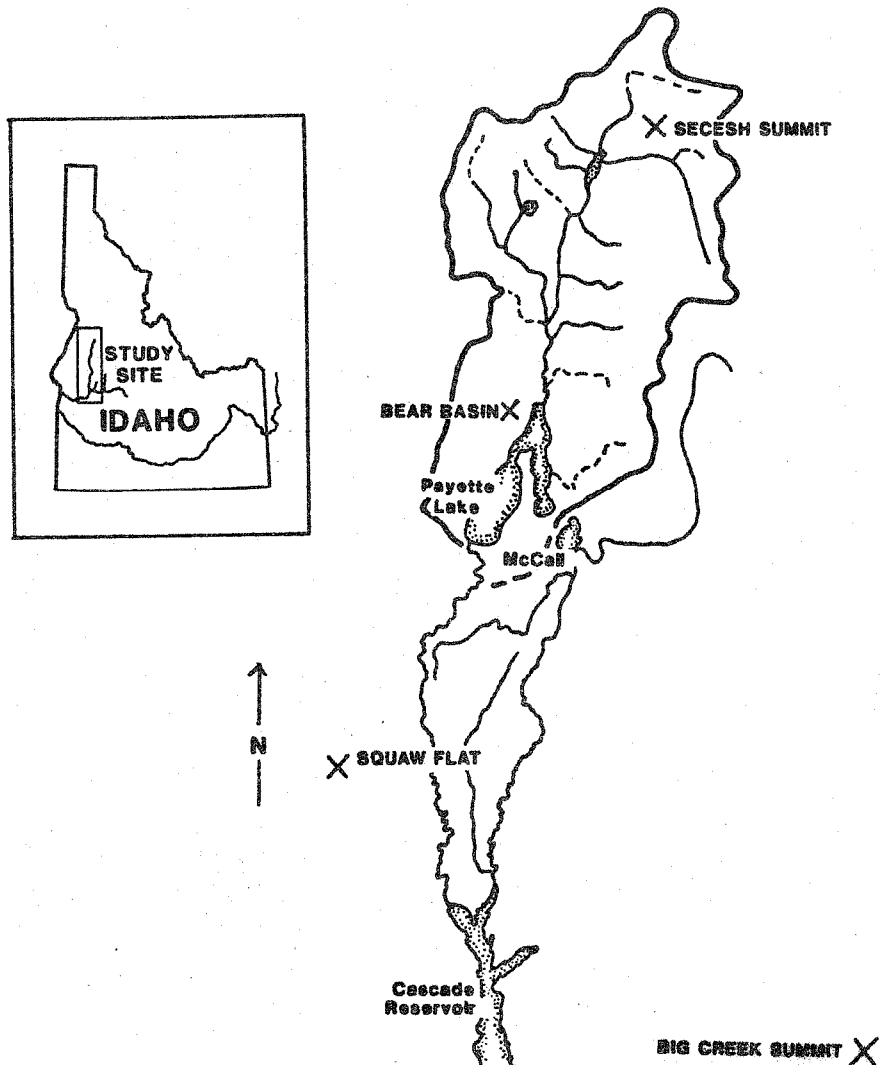 SECESH SUMMIT
STUDY
SITE
IDAHO
BEAR BASIN
Payette
Lake
McCall
N
SQUAW FLAT
Cascade
Reservoir
BIG CREEK SUMMIT